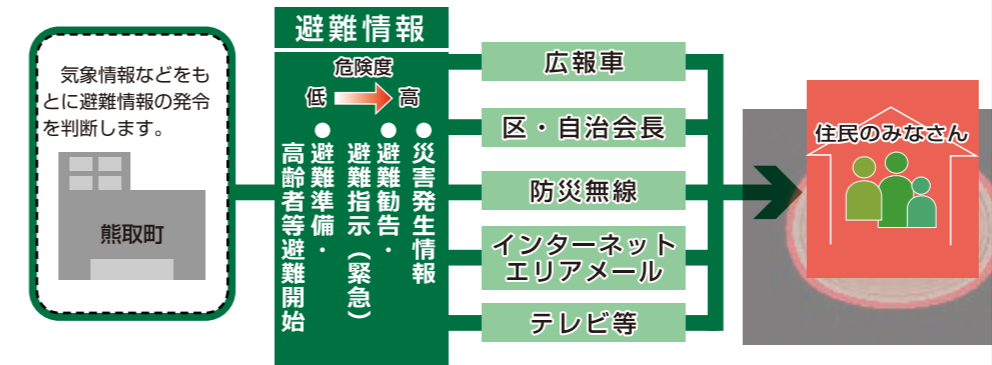 気象情報などをも
とに避難情報の発令
を判断します。
熊取町
避難情報
危険度
低 高
●避難準備・
高齢者等避難開始
●避難勧告・
避難指示（緊急）
●災害発生情報
広報車
区・自治会長
防災無線
インターネット
エリアメール
テレビ等
住民のみなさん